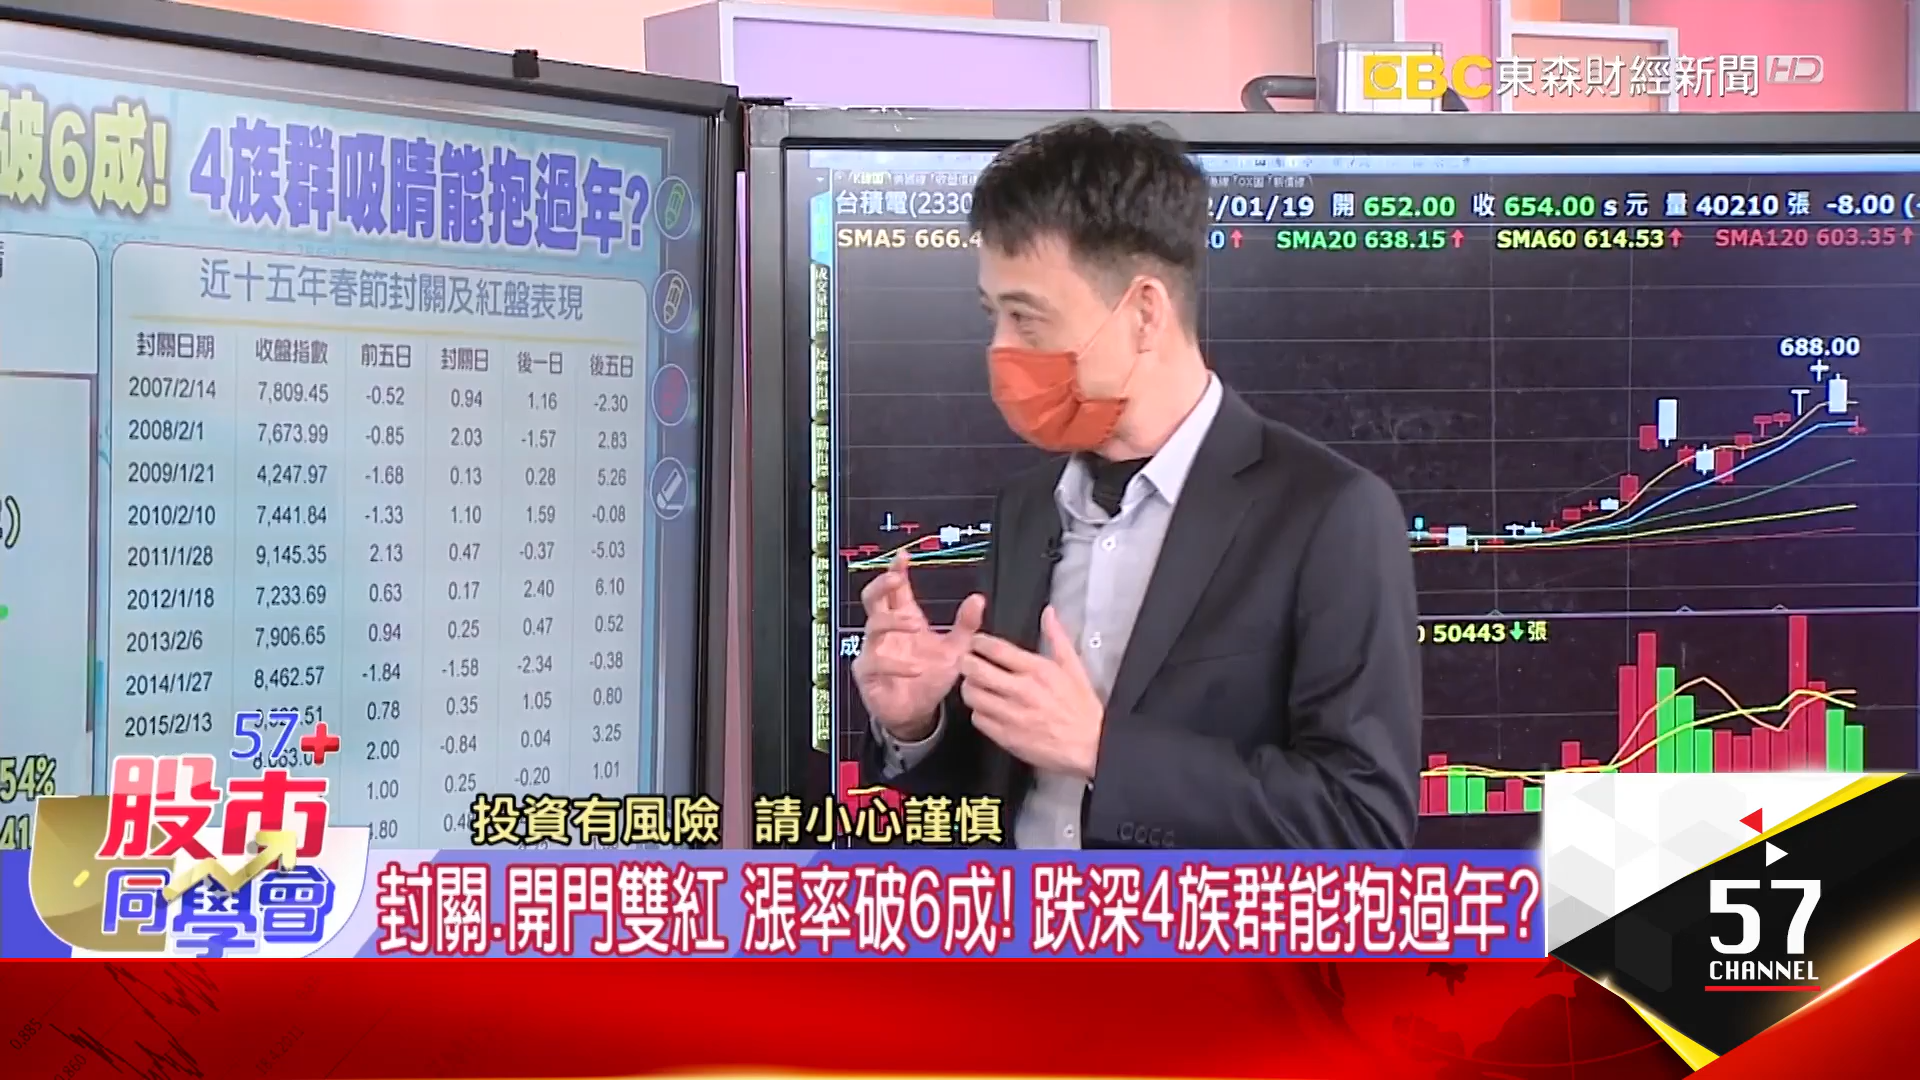 EBC東森財經新聞HD
破6成! 4族群吸睛能抱過年?
近十五年春節封關及紅盤表現
封關日期 收盤指數 前五日 封關日 後一日 後五日
2007/2/14 7,809.45 -0.52 0.94 1.16 -2.30
2008/2/1 7,673.99 -0.85 2.03 -1.57 2.83
2009/1/21 4,247.97 -1.68 0.13 0.28 5.26
2010/2/10 7,441.84 -1.33 1.10 1.59 -0.08
2011/1/28 9,145.35 2.13 0.47 -0.37 -5.03
2012/1/18 7,233.69 0.63 0.17 2.40 6.10
2013/2/6 7,906.65 0.94 0.25 0.47 0.52
2014/1/27 8,462.57 -1.84 -1.58 -2.34 -0.38
2015/2/13 0.78 0.35 1.05 0.80
2.00 -0.84 0.04 3.25
1.00 0.25 -0.20 1.01
54%
41
台積電(2330 2/01/19 開 652.00 收 654.00 s 元 量 40210 張 -8.00 (-
SMA5 666.4 SMA20 638.15↑ SMA60 614.53↑ SMA120 603.35↑
688.00
50443↓張
57+
股市
同學會
投資有風險 請小心謹慎
封關.開門雙紅 漲率破6成! 跌深4族群能抱過年?
57
CHANNEL